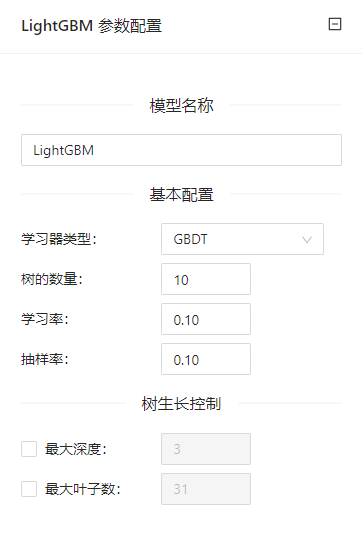 LightGBM 参数配置
模型名称
LightGBM
基本配置
学习器类型： GBDT
树的数量： 10
学习率： 0.10
抽样率： 0.10
树生长控制
最大深度： 3
最大叶子数： 31